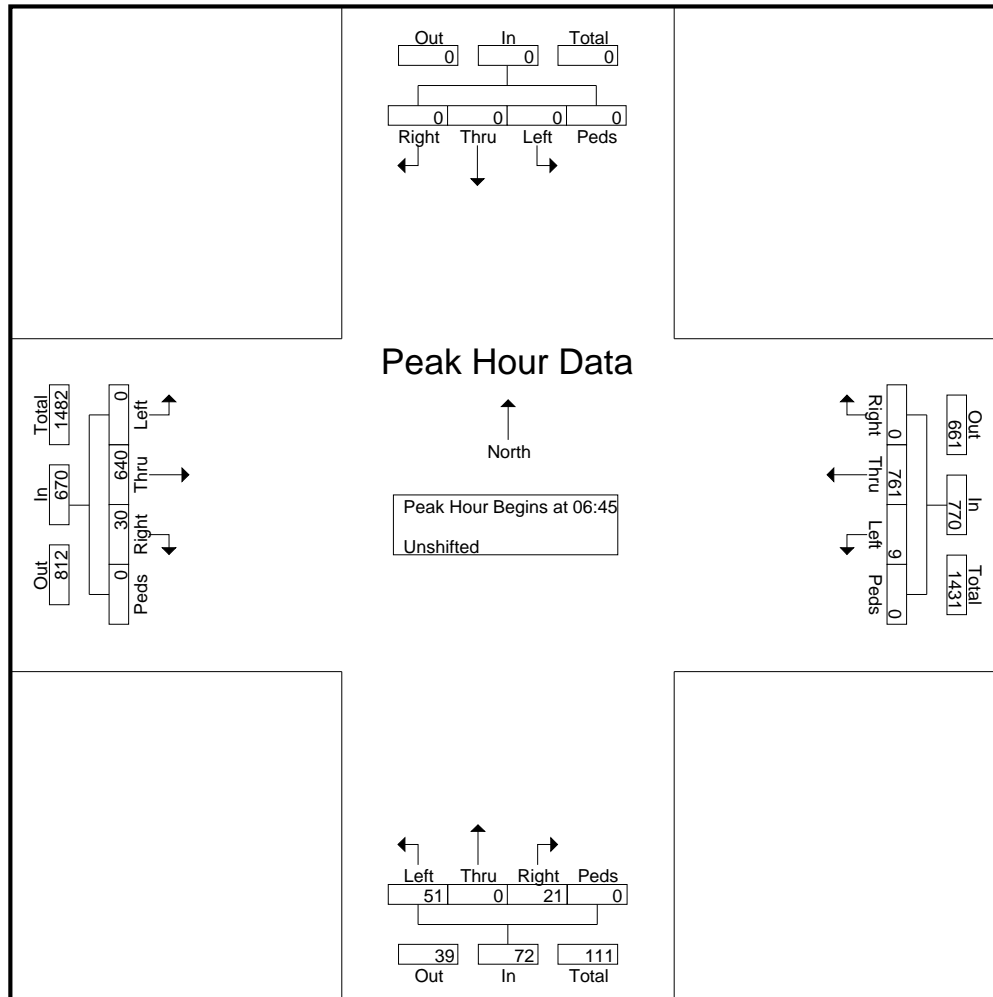 Out In Total
0 0 0
0 0 0 0
Right Thru Left Peds
Peak Hour Data
North
Peak Hour Begins at 06:45
Unshifted
Total In Out
1482 670 812
0 640 30 0
Left Thru Right Peds
Out In Total
661 770 1431
0 761 9 0
Right Thru Left Peds
Left Thru Right Peds
51 0 21 0
39 72 111
Out In Total